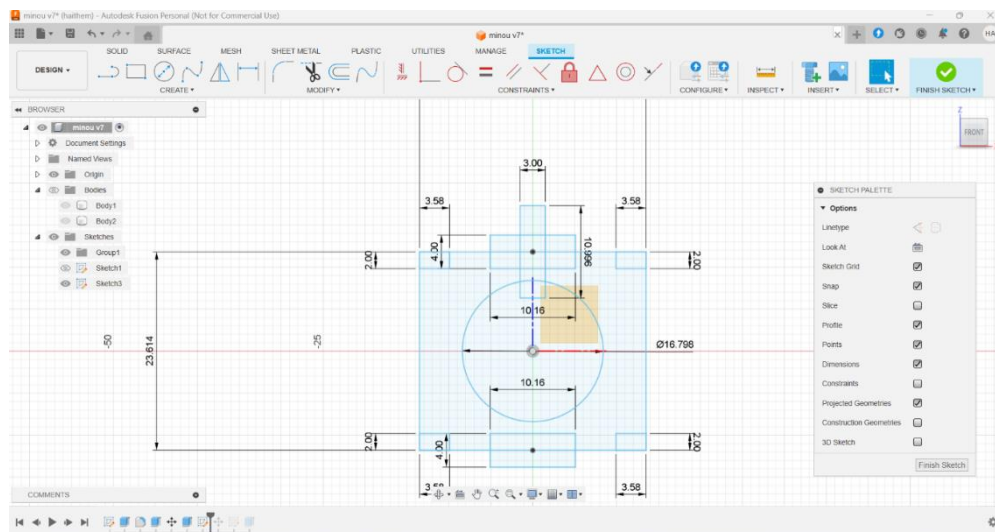 minou v7* (haithem) - Autodesk Fusion Personal (Not for Commercial Use)
minou v7*
HA
SOLID SURFACE MESH SHEET METAL PLASTIC UTILITIES MANAGE SKETCH
DESIGN
CREATE MODIFY CONSTRAINTS CONFIGURE INSPECT INSERT SELECT FINISH SKETCH
BROWSER
minou v7
Document Settings
Named Views
Origin
Bodies
Body1
Body2
Sketches
Group1
Sketch1
Sketch3
Z
FRONT
3.00
3.58
3.58
4.00
10.996
2.00
4.00
2.00
10.16
-50
-25
23.614
Ø16.798
10.16
2.00
4.00
2.00
3.58
SKETCH PALETTE
Options
Linetype
Look At
Sketch Grid
Snap
Slice
Profile
Points
Dimensions
Constraints
Projected Geometries
Construction Geometries
3D Sketch
Finish Sketch
COMMENTS